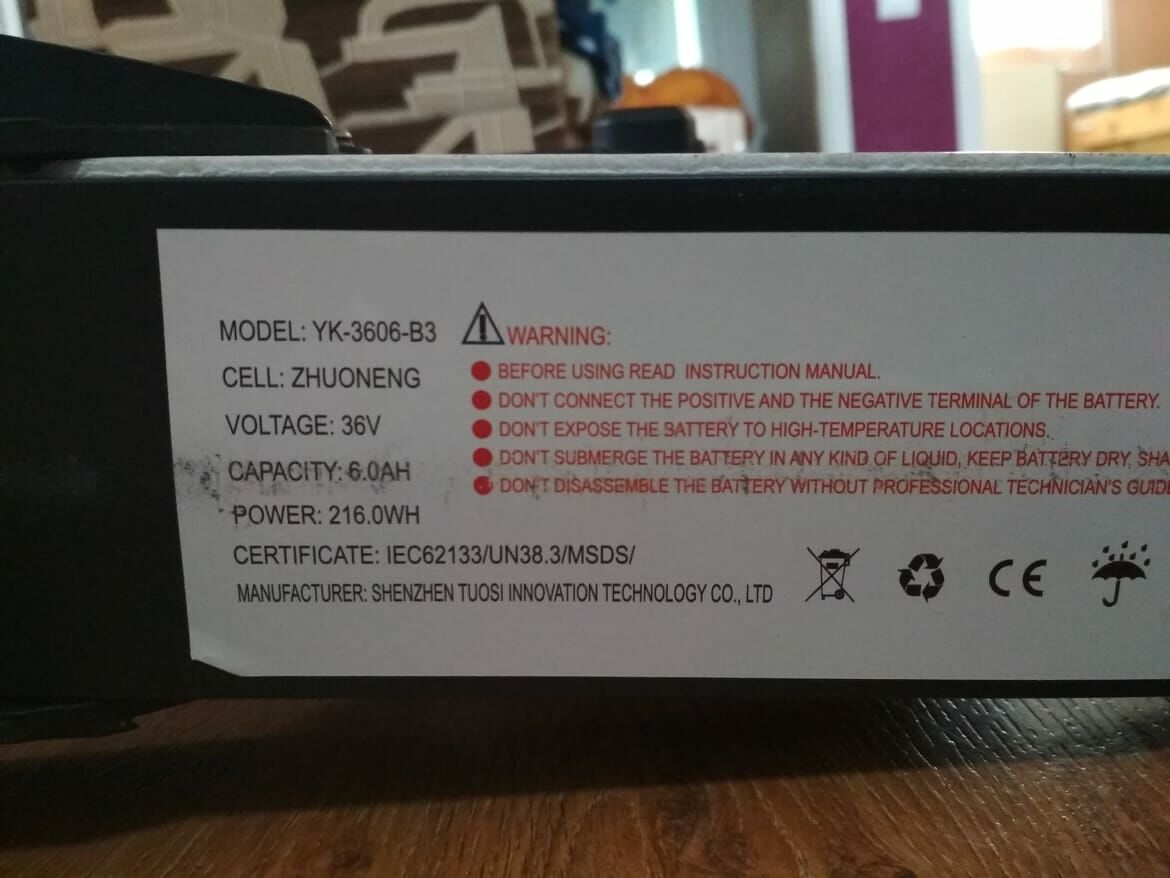 MODEL: YK-3606-B3
CELL: ZHUONENG
VOLTAGE: 36V
CAPACITY: 6.0AH
POWER: 216.0WH
CERTIFICATE: IEC62133/UN38.3/MSDS/
MANUFACTURER: SHENZHEN TUOSI INNOVATION TECHNOLOGY CO., LTD
WARNING:
BEFORE USING READ INSTRUCTION MANUAL.
DON'T CONNECT THE POSITIVE AND THE NEGATIVE TERMINAL OF THE BATTERY.
DON'T EXPOSE THE BATTERY TO HIGH-TEMPERATURE LOCATIONS.
DON'T SUBMERGE THE BATTERY IN ANY KIND OF LIQUID, KEEP BATTERY DRY, SHA
DON'T DISASSEMBLE THE BATTERY WITHOUT PROFESSIONAL TECHNICIAN'S GUID
CE